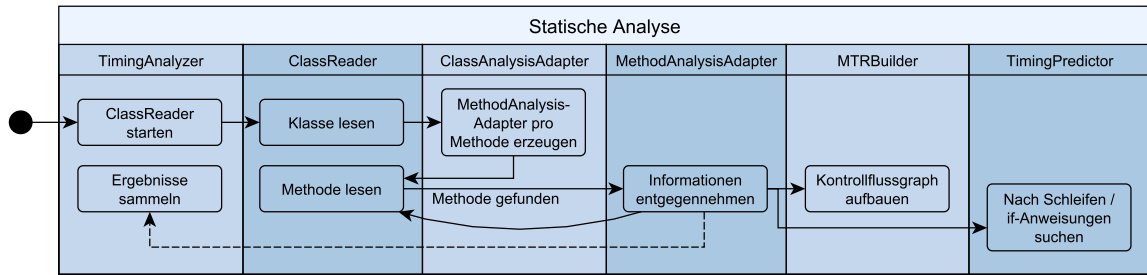 Statische Analyse
TimingAnalyzer
ClassReader
ClassAnalysisAdapter
MethodAnalysisAdapter
MTRBuilder
TimingPredictor
ClassReader
starten
Klasse lesen
MethodAnalysis-
Adapter pro
Methode erzeugen
Ergebnisse
sammeln
Methode lesen
Methode gefunden
Informationen
entgegennehmen
Kontrollflussgraph
aufbauen
Nach Schleifen /
if-Anweisungen
suchen